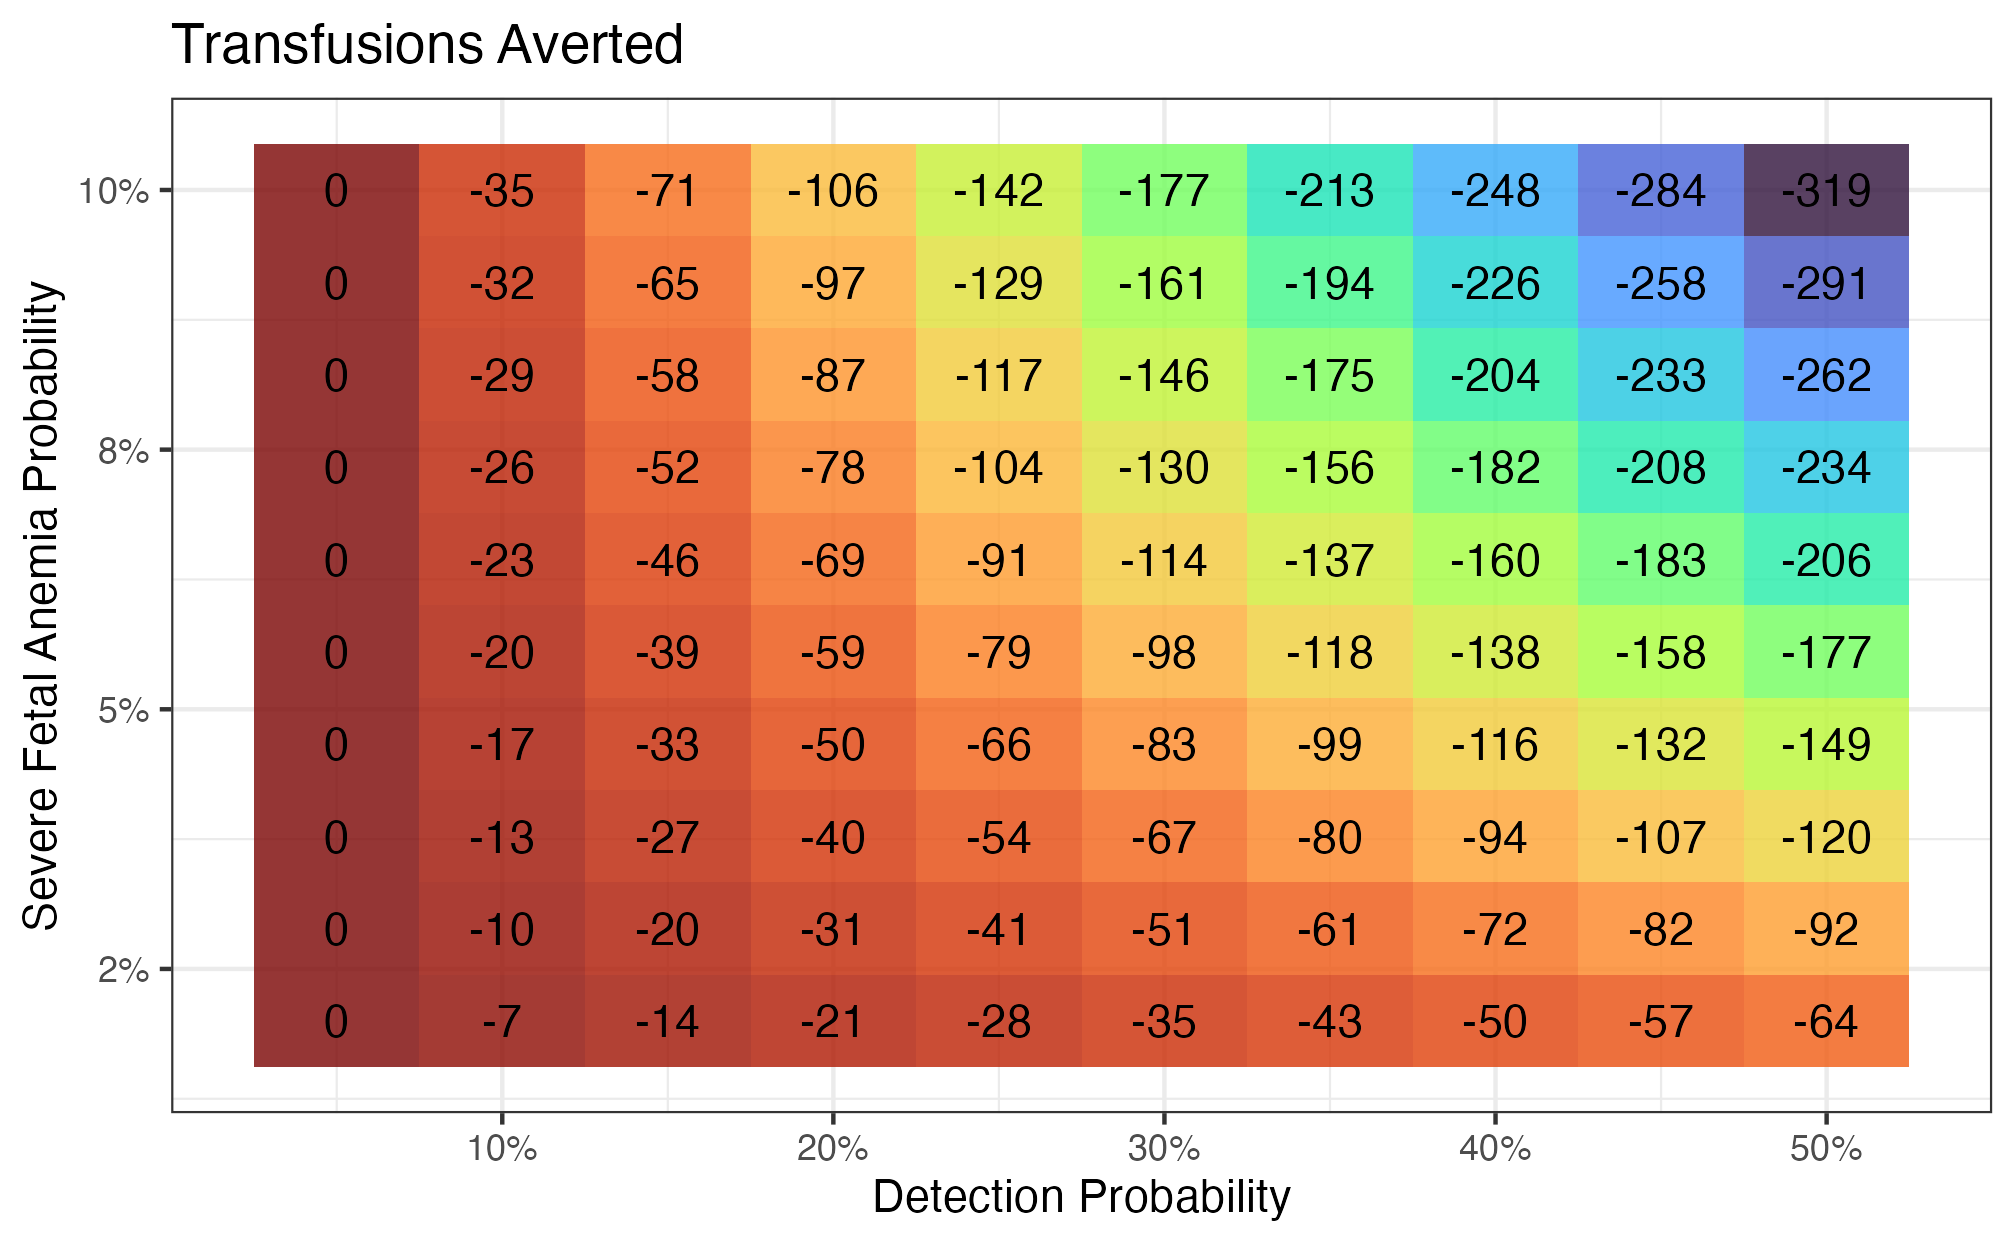 Transfusions Averted
Severe Fetal Anemia Probability
10%
8%
5%
2%
0 -35 -71 -106 -142 -177 -213 -248 -284 -319
0 -32 -65 -97 -129 -161 -194 -226 -258 -291
0 -29 -58 -87 -117 -146 -175 -204 -233 -262
0 -26 -52 -78 -104 -130 -156 -182 -208 -234
0 -23 -46 -69 -91 -114 -137 -160 -183 -206
0 -20 -39 -59 -79 -98 -118 -138 -158 -177
0 -17 -33 -50 -66 -83 -99 -116 -132 -149
0 -13 -27 -40 -54 -67 -80 -94 -107 -120
0 -10 -20 -31 -41 -51 -61 -72 -82 -92
0 -7 -14 -21 -28 -35 -43 -50 -57 -64
10% 20% 30% 40% 50%
Detection Probability